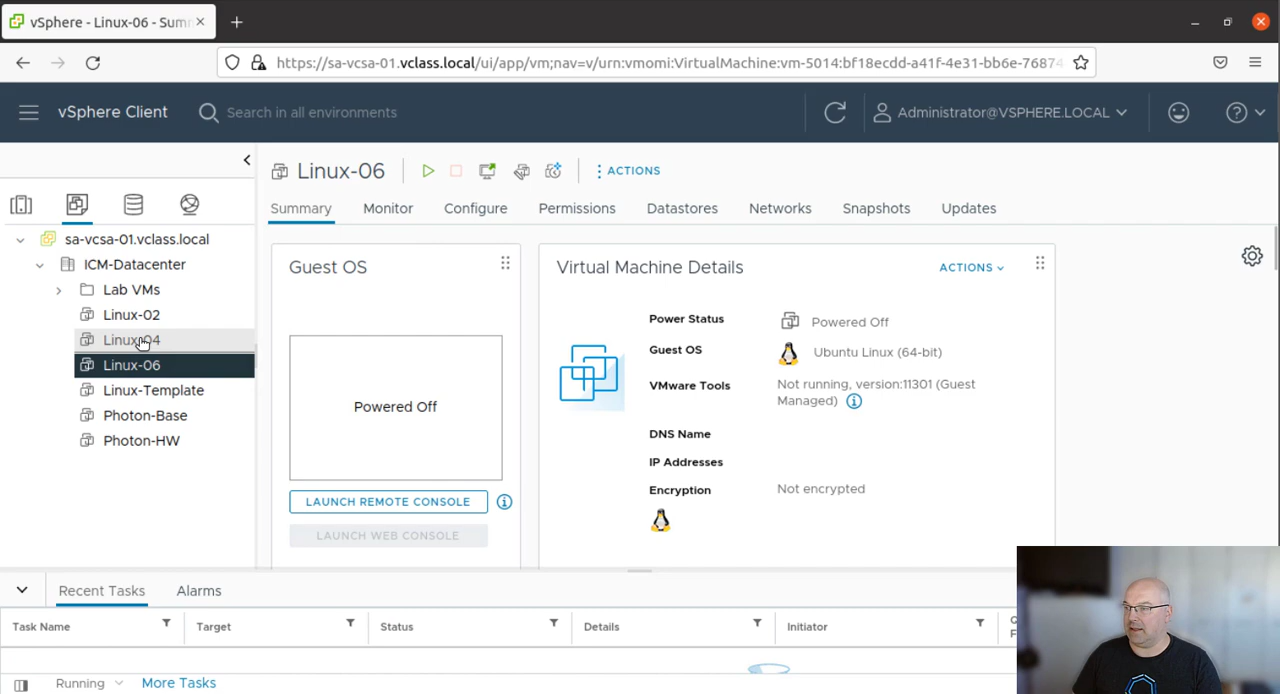 vSphere - Linux-06 - Summ
https://sa-vcsa-01.vclass.local/ui/app/vm;nav=v/urn:vmomi:VirtualMachine:vm-5014:bf18ecdd-a41f-4e31-bb6e-76874
vSphere Client
Search in all environments
Administrator@VSPHERE.LOCAL
Linux-06
ACTIONS
Summary
Monitor
Configure
Permissions
Datastores
Networks
Snapshots
Updates
sa-vcsa-01.vclass.local
ICM-Datacenter
Lab VMs
Linux-02
Linux-04
Linux-06
Linux-Template
Photon-Base
Photon-HW
Guest OS
Powered Off
LAUNCH REMOTE CONSOLE
LAUNCH WEB CONSOLE
Virtual Machine Details
ACTIONS
Power Status
Powered Off
Guest OS
Ubuntu Linux (64-bit)
VMware Tools
Not running, version:11301 (Guest
Managed)
DNS Name
IP Addresses
Encryption
Not encrypted
Recent Tasks
Alarms
Task Name
Target
Status
Details
Initiator
Running
More Tasks